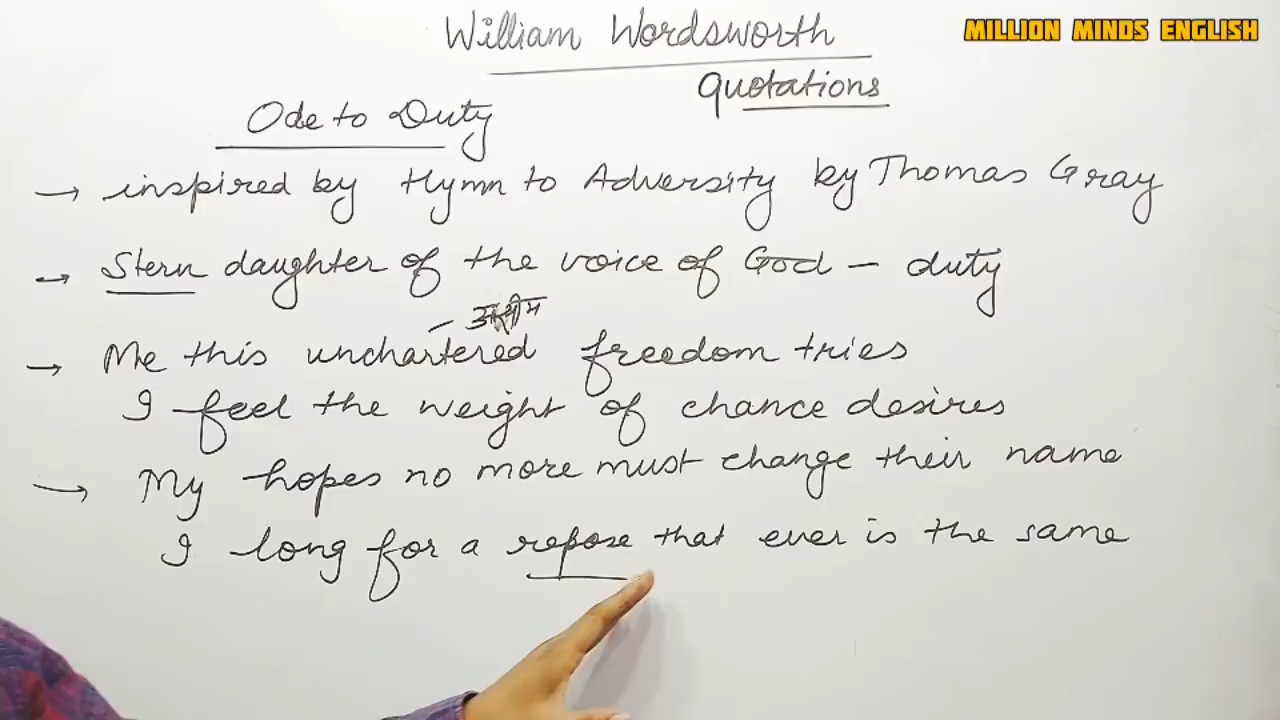 William Wordsworth
MILLION MINDS ENGLISH
Quotations
Ode to Duty
→ inspired by Hymn to Adversity by Thomas Gray
→ Stern daughter of the voice of God – duty
– असीम
→ Me this unchartered freedom tries
I feel the weight of chance desires
→ My hopes no more must change their name
I long for a repose that ever is the same